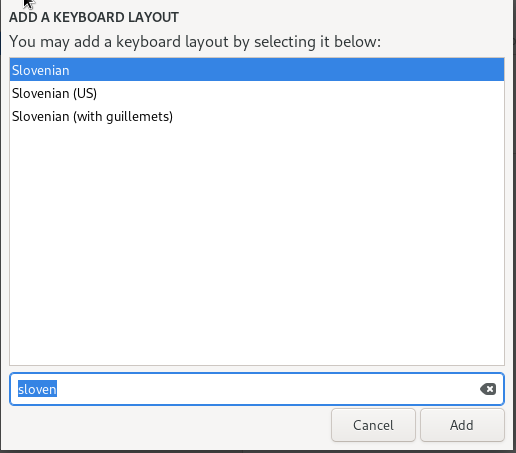 ADD A KEYBOARD LAYOUT
You may add a keyboard layout by selecting it below:
Slovenian
Slovenian (US)
Slovenian (with guillemets)
sloven
Cancel Add